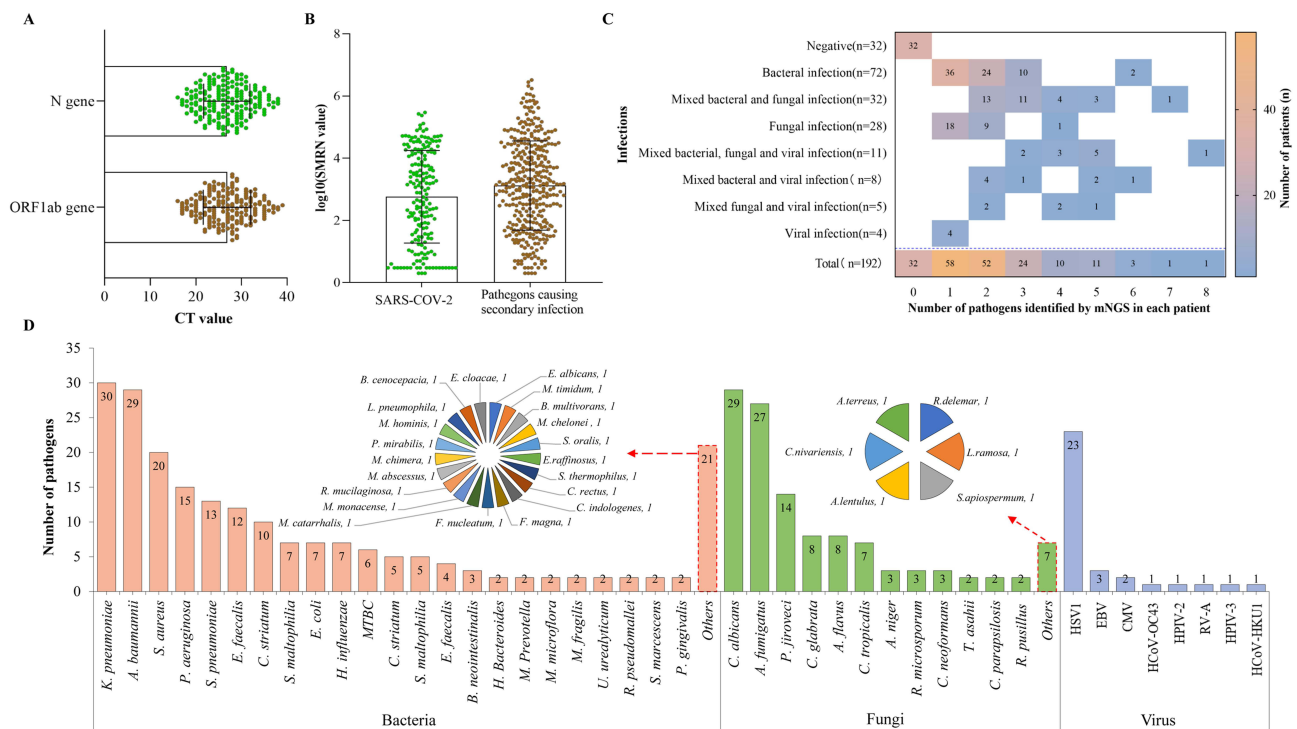 A
N gene
ORF1ab gene
0 10 20 30 40
CT value
B
log10(SMRN value)
8
6
4
2
0
SARS-COV-2
Pathegons causing
secondary infection
C
Infections
Negative(n=32) 32
Bacteral infection(n=72) 36 24 10 2
Mixed bacteral and fungal infection(n=32) 13 11 4 3 1
Fungal infection(n=28) 18 9 1
Mixed bacterial, fungal and viral infection(n=11) 2 3 5 1
Mixed bacteral and viral infection( n=8) 4 1 2 1
Mixed fungal and viral infection(n=5) 2 2 1
Viral infection(n=4) 4
Total( n=192) 32 58 52 24 10 11 3 1 1
0 1 2 3 4 5 6 7 8
Number of pathogens identified by mNGS in each patient
40
20
Number of patients (n)
D
Number of pathogens
35
30
25
20
15
10
5
0
30 29 20 15 13 12 10 7 7 7 6 5 5 4 3 2 2 2 2 2 2 2 2 21
29 27 14 8 8 7 3 3 3 2 2 2 7
23 3 2 1 1 1 1 1
E. cloacae, 1
E. albicans, 1
M. timidum, 1
B. multivorans, 1
M. chelonei , 1
S. oralis, 1
E.raffinosus, 1
S. thermophilus, 1
C. rectus, 1
C. indologenes, 1
F. magna, 1
F. nucleatum, 1
M. catarrhalis, 1
M. monacense, 1
R. mucilaginosa, 1
M. abscessus, 1
M. chimera, 1
P. mirabilis, 1
M. hominis, 1
L. pneumophila, 1
B. cenocepacia, 1
A.terreus, 1
R.delemar, 1
C.nivariensis, 1
L.ramosa, 1
A.lentulus, 1
S.apiospermum, 1
K. pneumoniae
A. baumannii
S. aureus
P. aeruginosa
S. pneumoniae
E. faecalis
C. striatum
S. maltophilia
E. coli
H. influenzae
MTBC
C. striatum
S. maltophilia
E. faecalis
B. neointestinalis
H. Bacteroides
M. Prevotella
M. microflora
M. fragilis
U. urealyticum
R. pseudomallei
S. marcescens
P. gingivalis
Others
C. albicans
A. fumigatus
P. jiroveci
C. glabrata
A. flavus
C. tropicalis
A. niger
R. microsporum
C. neoformans
T. asahii
C. parapsilosis
R. pusillus
Others
HSV1
EBV
CMV
HCoV-OC43
HPIV-2
RV-A
HPIV-3
HCoV-HKU1
Bacteria
Fungi
Virus